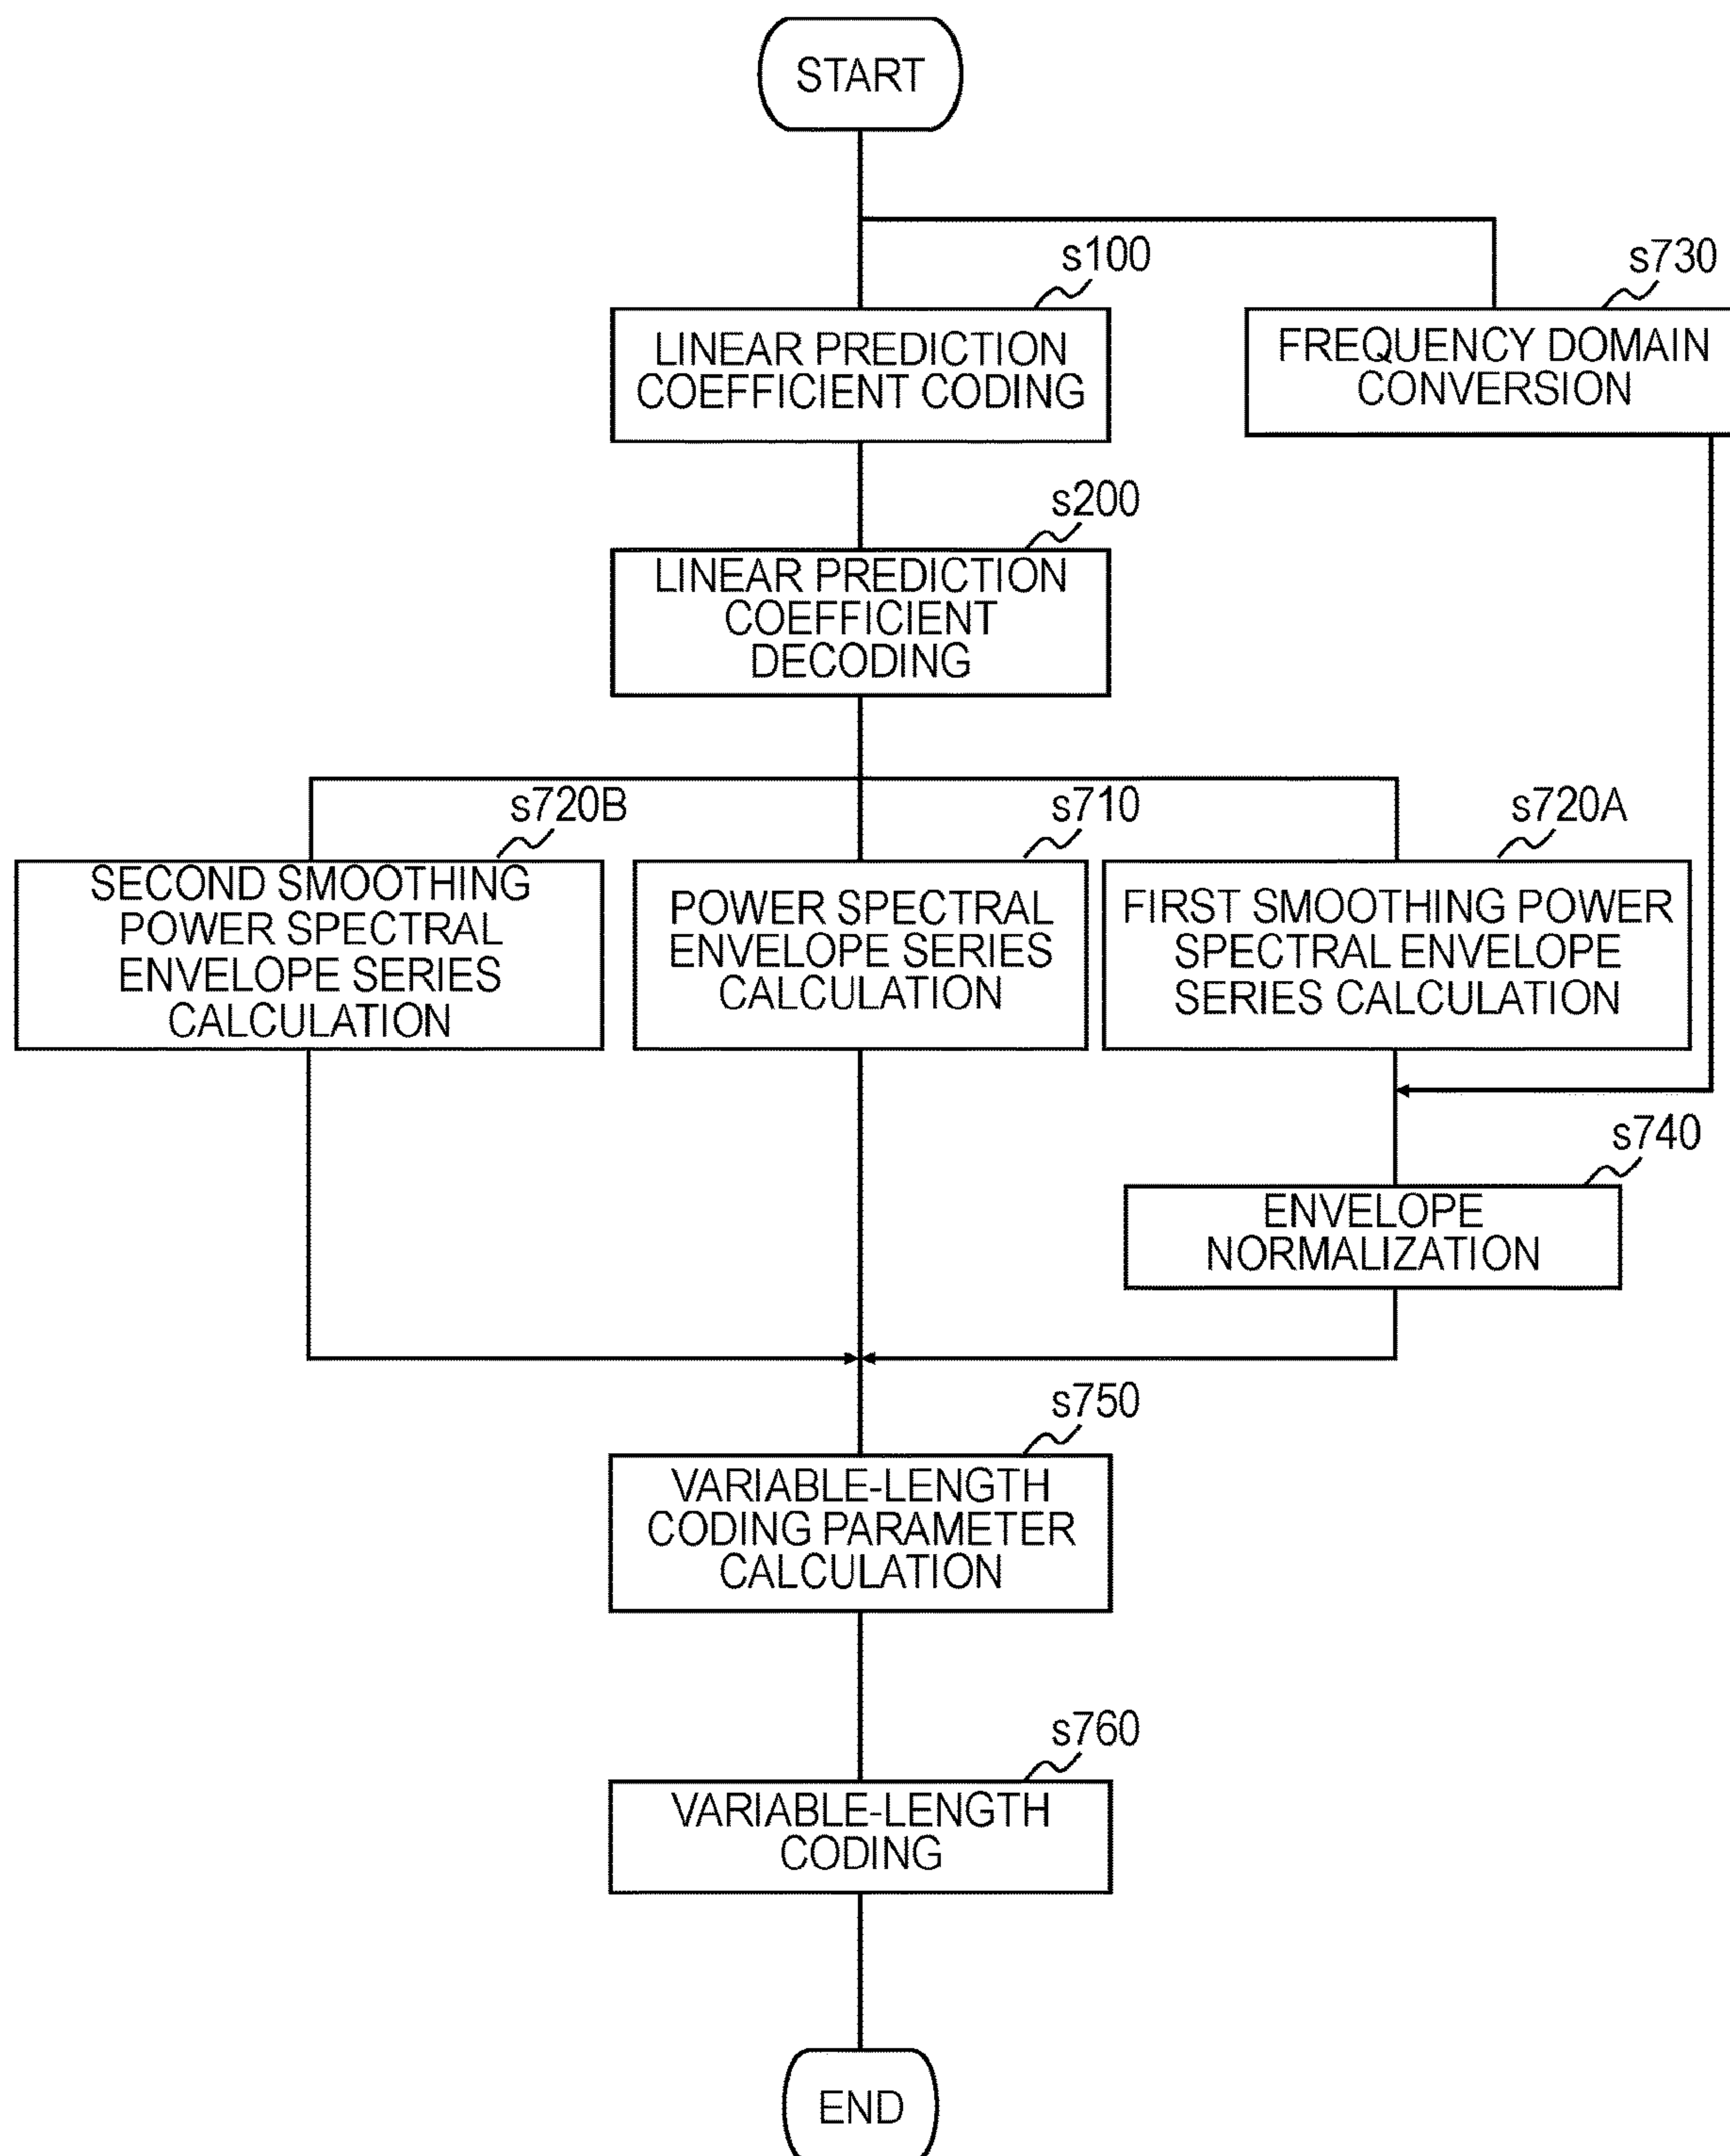 START
s100
s730
LINEAR PREDICTION
COEFFICIENT CODING
FREQUENCY DOMAIN
CONVERSION
s200
LINEAR PREDICTION
COEFFICIENT
DECODING
s720B
s710
s720A
SECOND SMOOTHING
POWER SPECTRAL
ENVELOPE SERIES
CALCULATION
POWER SPECTRAL
ENVELOPE SERIES
CALCULATION
FIRST SMOOTHING POWER
SPECTRAL ENVELOPE
SERIES CALCULATION
s740
ENVELOPE
NORMALIZATION
s750
VARIABLE-LENGTH
CODING PARAMETER
CALCULATION
s760
VARIABLE-LENGTH
CODING
END